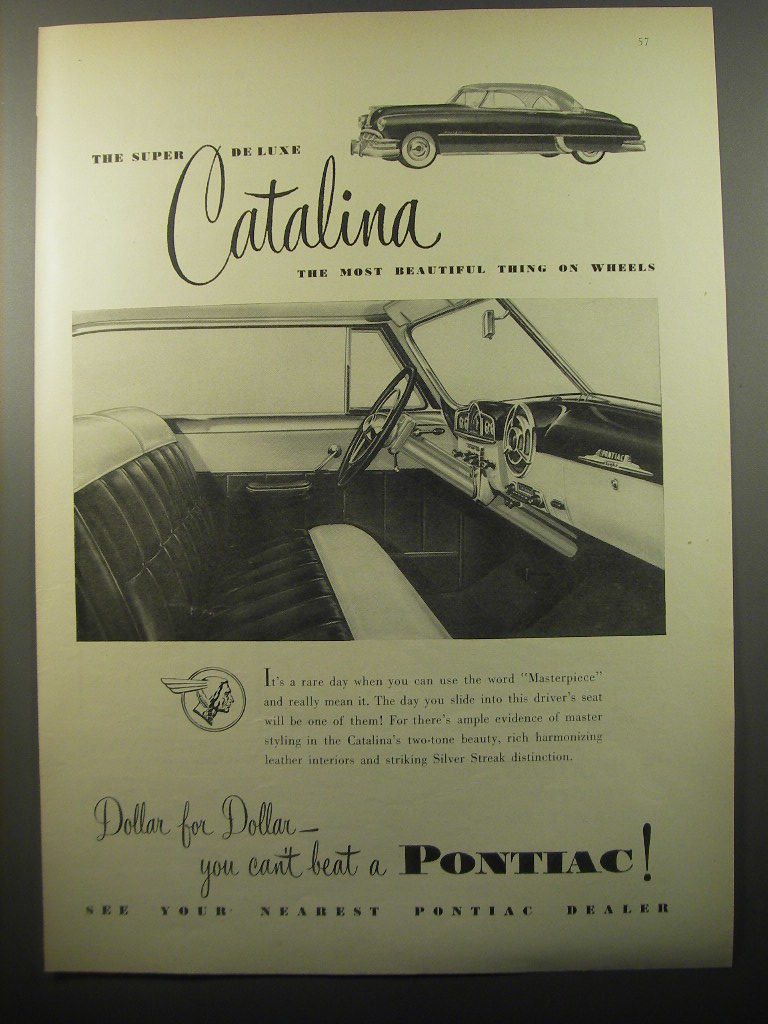 57
THE SUPER DE LUXE
Catalina
THE MOST BEAUTIFUL THING ON WHEELS
PONTIAC
It's a rare day when you can use the word "Masterpiece"
and really mean it. The day you slide into this driver's seat
will be one of them! For there's ample evidence of master
styling in the Catalina's two-tone beauty, rich harmonizing
leather interiors and striking Silver Streak distinction.
Dollar for Dollar—
you can't beat a PONTIAC!
SEE YOUR NEAREST PONTIAC DEALER